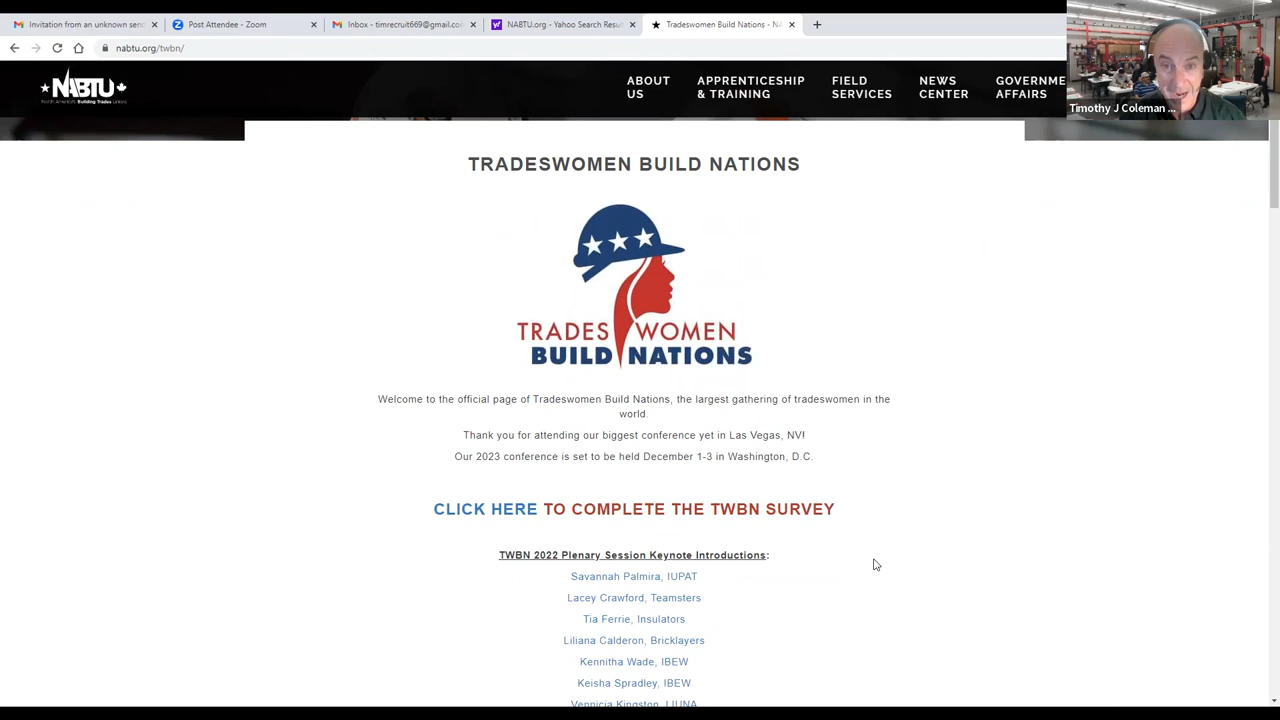 Invitation from an unknown send
Post Attendee - Zoom
Inbox - timrecruit669@gmail.co
NABTU.org - Yahoo Search Resu
Tradeswomen Build Nations - NA
nabtu.org/twbn/
NABTU
North America's Building Trades Unions
ABOUT
US
APPRENTICESHIP
& TRAINING
FIELD
SERVICES
NEWS
CENTER
GOVERNME
AFFAIRS
Timothy J Coleman ...
TRADESWOMEN BUILD NATIONS
TRADESWOMEN
BUILD NATIONS
Welcome to the official page of Tradeswomen Build Nations, the largest gathering of tradeswomen in the
world.
Thank you for attending our biggest conference yet in Las Vegas, NV!
Our 2023 conference is set to be held December 1-3 in Washington, D.C.
CLICK HERE TO COMPLETE THE TWBN SURVEY
TWBN 2022 Plenary Session Keynote Introductions:
Savannah Palmira, IUPAT
Lacey Crawford, Teamsters
Tia Ferrie, Insulators
Liliana Calderon, Bricklayers
Kennitha Wade, IBEW
Keisha Spradley, IBEW
Vennicia Kingston, LIUNA